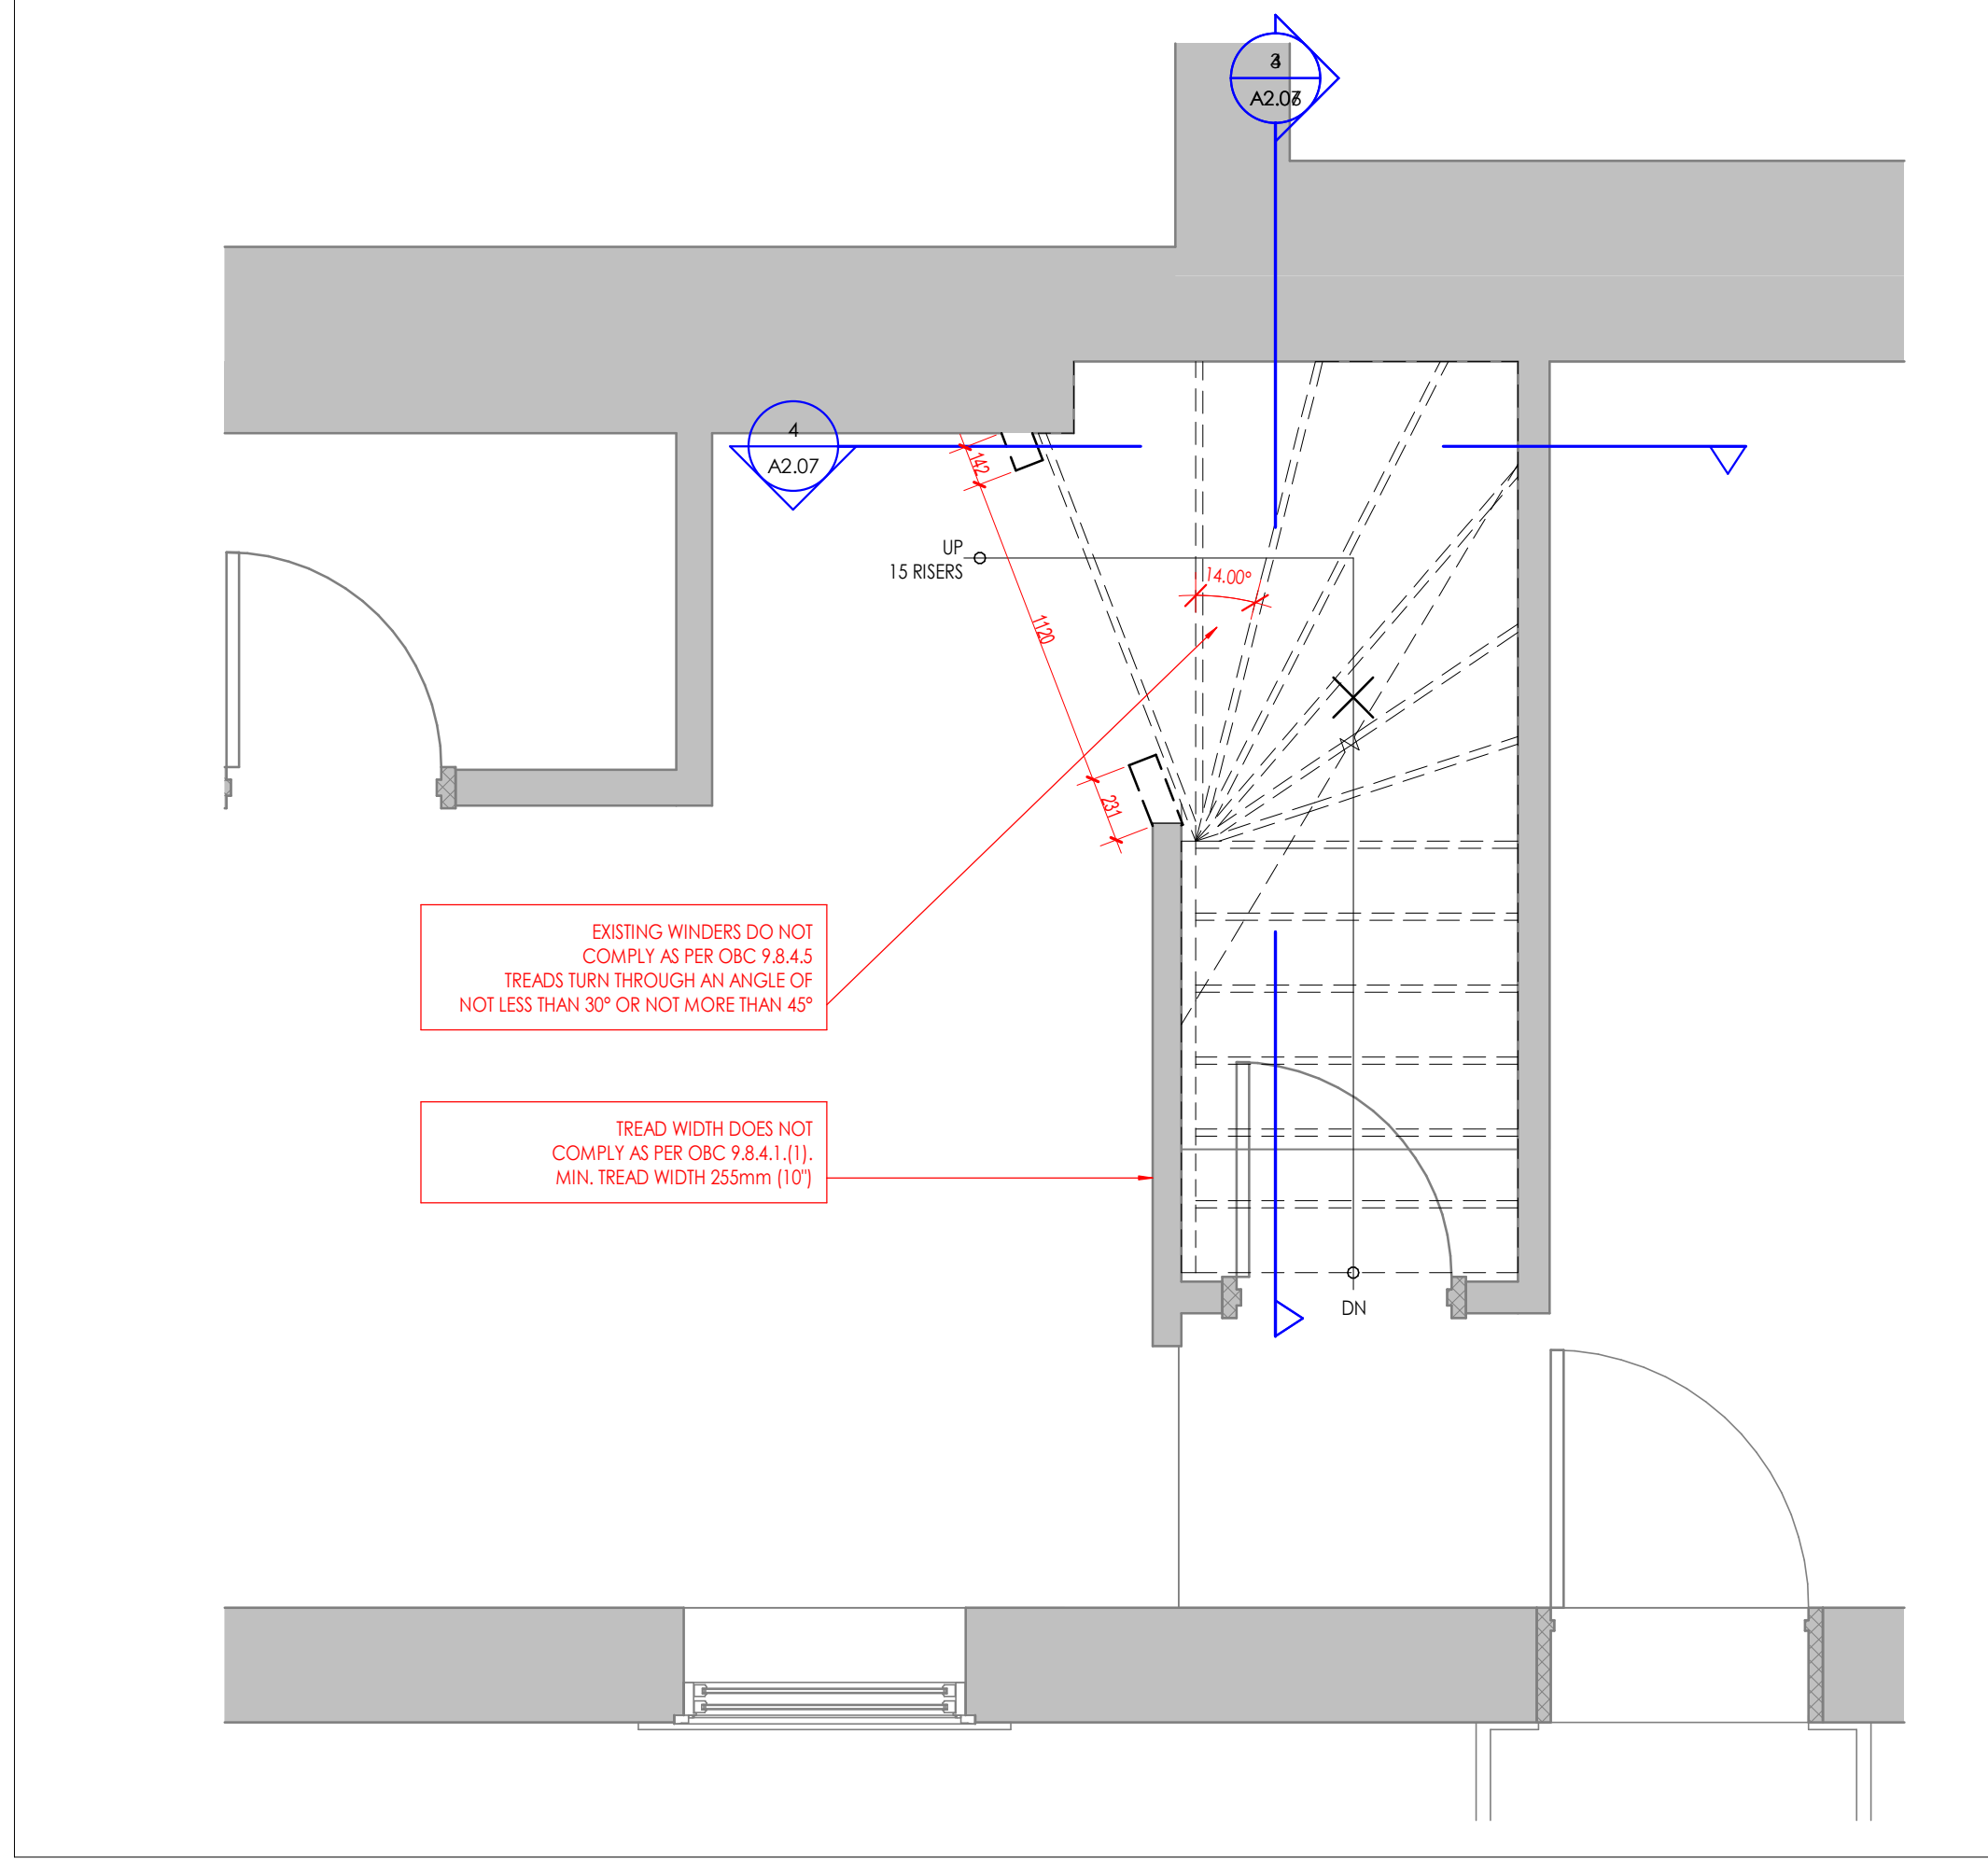 4
A2.07
142
UP
15 RISERS
14.00°
1120
231
EXISTING WINDERS DO NOT
COMPLY AS PER OBC 9.8.4.5
TREADS TURN THROUGH AN ANGLE OF
NOT LESS THAN 30° OR NOT MORE THAN 45°
TREAD WIDTH DOES NOT
COMPLY AS PER OBC 9.8.4.1.(1).
MIN. TREAD WIDTH 255mm (10")
DN